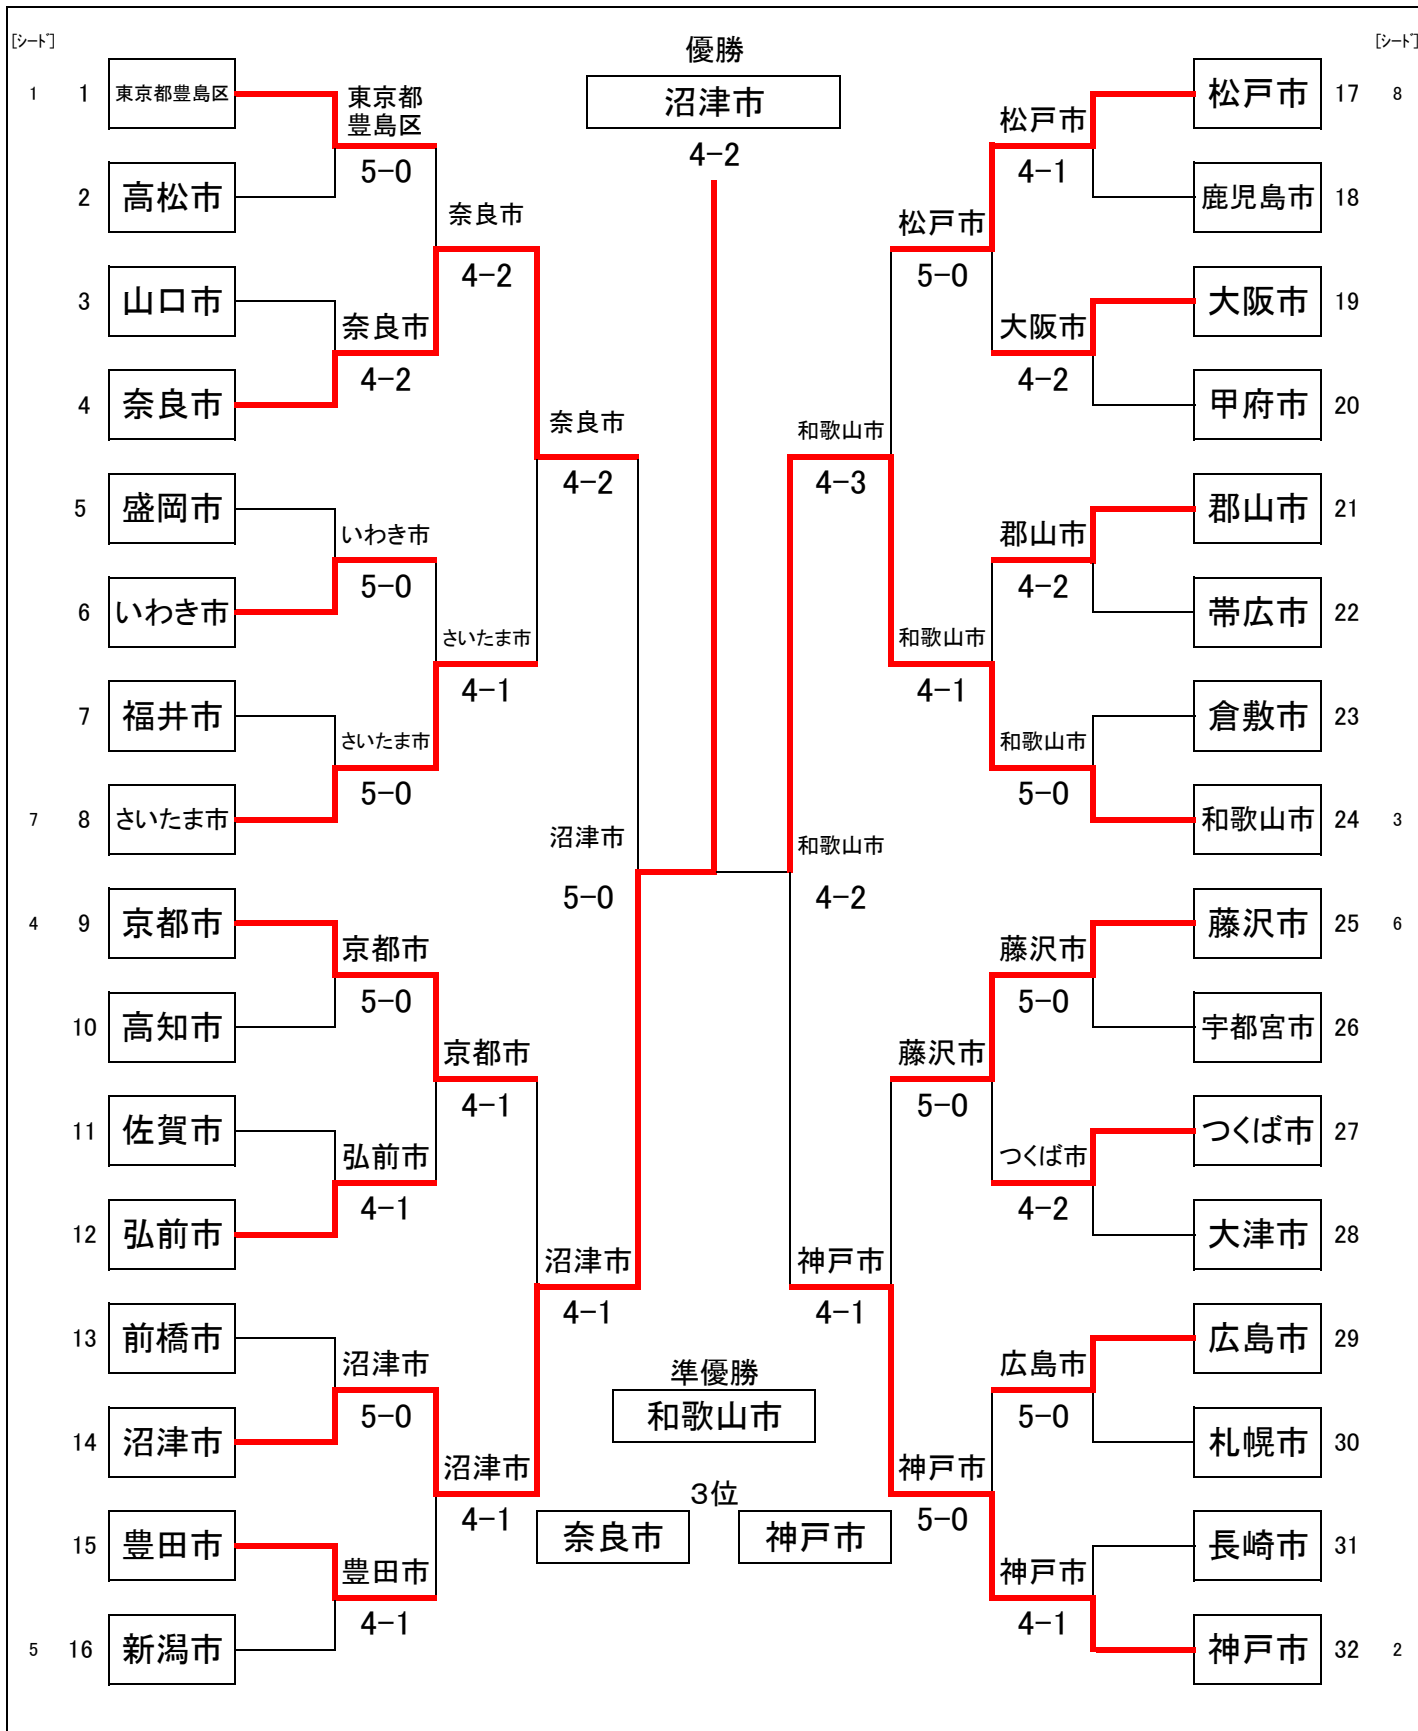 [シード]
[シード]
優勝
沼津市
4-2
1 1 東京都豊島区
2 高松市
3 山口市
4 奈良市
5 盛岡市
6 いわき市
7 福井市
7 8 さいたま市
4 9 京都市
10 高知市
11 佐賀市
12 弘前市
13 前橋市
14 沼津市
15 豊田市
5 16 新潟市
東京都
豊島区
5-0
奈良市
4-2
いわき市
5-0
さいたま市
5-0
京都市
5-0
弘前市
4-1
沼津市
5-0
豊田市
4-1
奈良市
4-2
さいたま市
4-1
京都市
4-1
沼津市
4-1
奈良市
4-2
沼津市
4-1
沼津市
5-0
和歌山市
4-2
和歌山市
4-3
神戸市
4-1
松戸市
5-0
和歌山市
4-1
藤沢市
5-0
神戸市
5-0
松戸市
4-1
大阪市
4-2
郡山市
4-2
和歌山市
5-0
藤沢市
5-0
つくば市
4-2
広島市
5-0
神戸市
4-1
松戸市 17 8
鹿児島市 18
大阪市 19
甲府市 20
郡山市 21
帯広市 22
倉敷市 23
和歌山市 24 3
藤沢市 25 6
宇都宮市 26
つくば市 27
大津市 28
広島市 29
札幌市 30
長崎市 31
神戸市 32 2
準優勝
和歌山市
3位
奈良市 神戸市